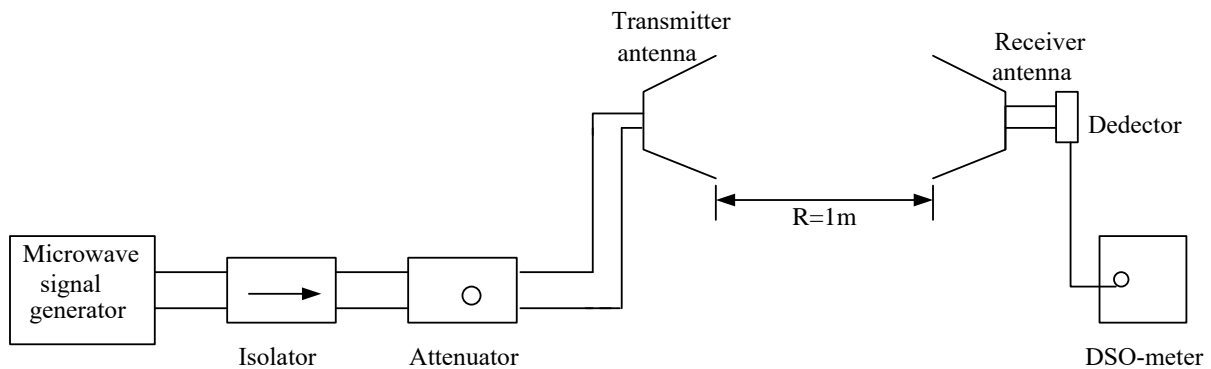 Transmitter
antenna
Receiver
antenna
Dedector
R=1m
Microwave
signal
generator
Isolator
Attenuator
DSO-meter